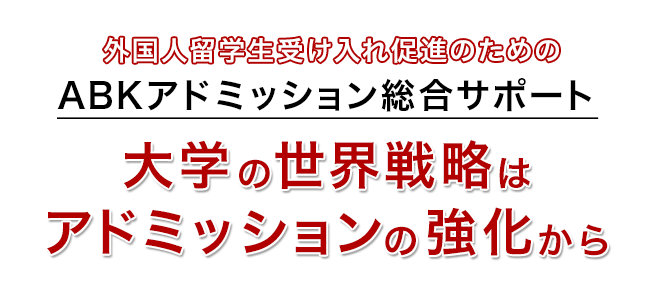 外国人留学生受け入れ促進のための
ABKアドミッション総合サポート
大学の世界戦略は
アドミッションの強化から